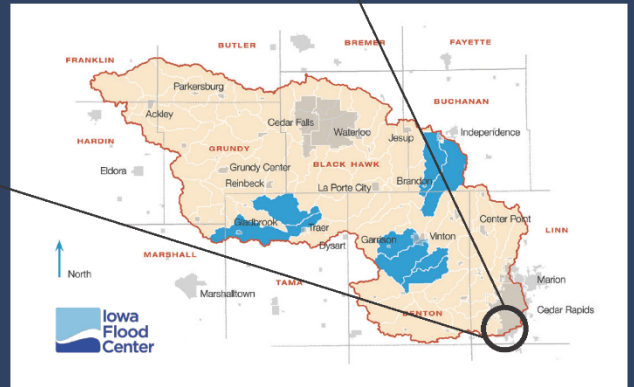 BUTLER
BREMER
FAYETTE
FRANKLIN
Parkersburg
BUCHANAN
Ackley
Cedar Falls
Waterloo
Jesup
Independence
HARDIN
GRUNDY
BLACK HAWK
Eldora
Grundy Center
Reinbeck
La Porte City
Brandon
Gladbrook
Traer
Center Point
Dysart
Garrison
Vinton
LINN
MARSHALL
North
TAMA
Marshalltown
Marion
Cedar Rapids
BENTON
Iowa
Flood
Center